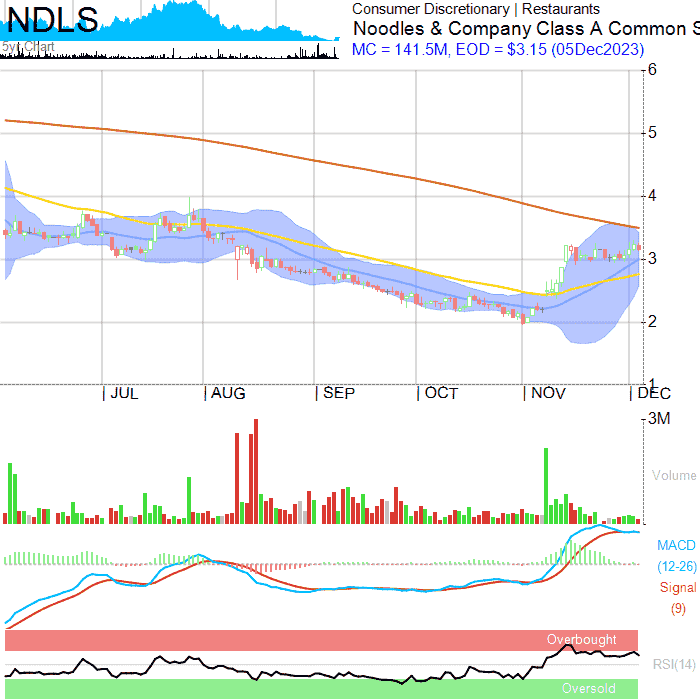 NDLS
5yr Chart
Consumer Discretionary | Restaurants
Noodles & Company Class A Common S
MC = 141.5M, EOD = $3.15 (05Dec2023)
6
5
4
3
2
1
JUL AUG SEP OCT NOV DEC
3M
Volume
MACD
(12-26)
Signal
(9)
Overbought
RSI(14)
Oversold